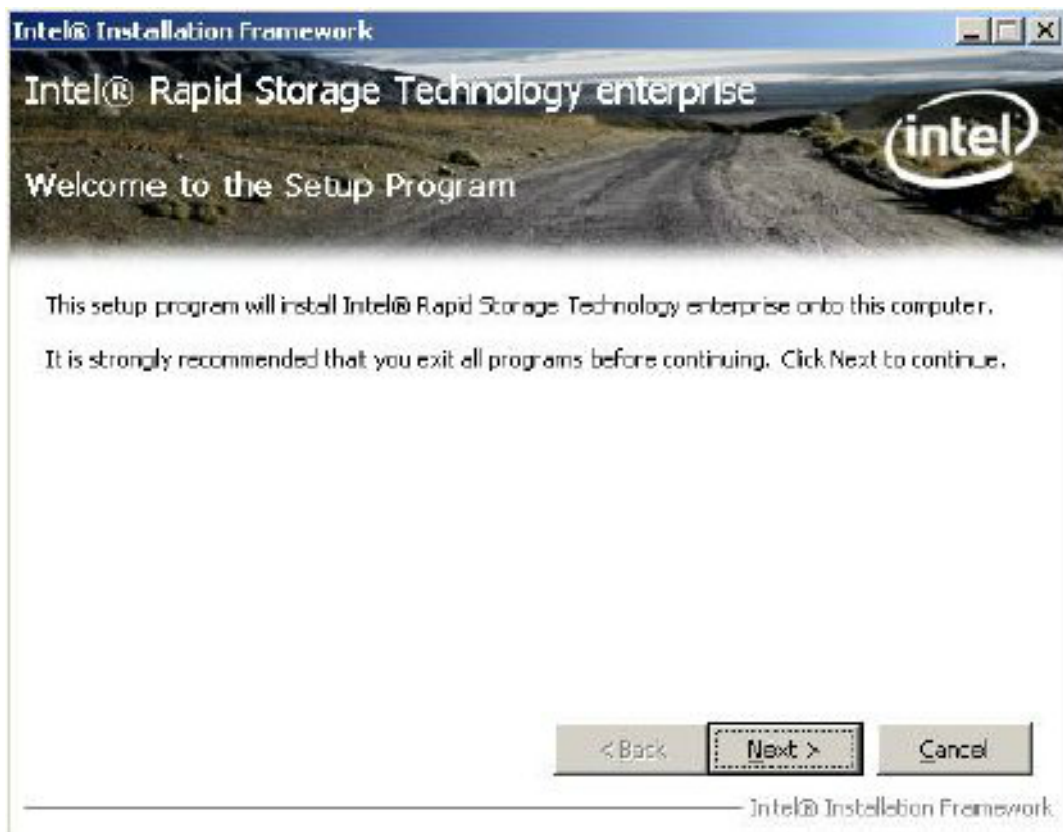 Intel® Installation Framework
Intel® Rapid Storage Technology enterprise
intel
Welcome to the Setup Program
This setup program will install Intel® Rapid Storage Technology enterprise onto this computer.
It is strongly recommended that you exit all programs before continuing. Click Next to continue.
< Back Next > Cancel
Intel® Installation Framework